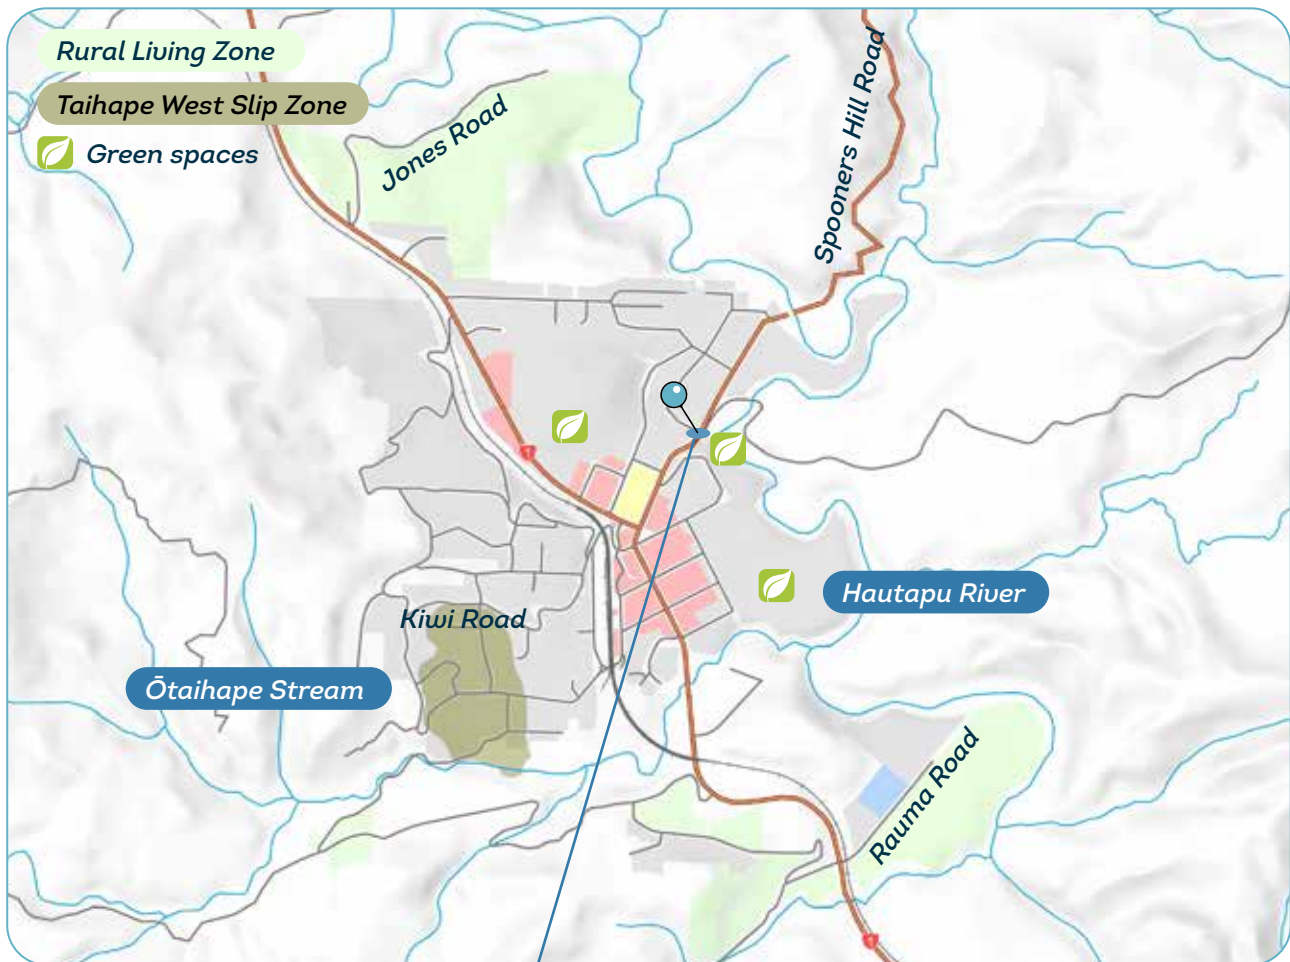 Rural Living Zone
Taihape West Slip Zone
Green spaces
Jones Road
Spooners Hill Road
1
Hautapu River
Kiwi Road
Ōtaihape Stream
Rauma Road
1